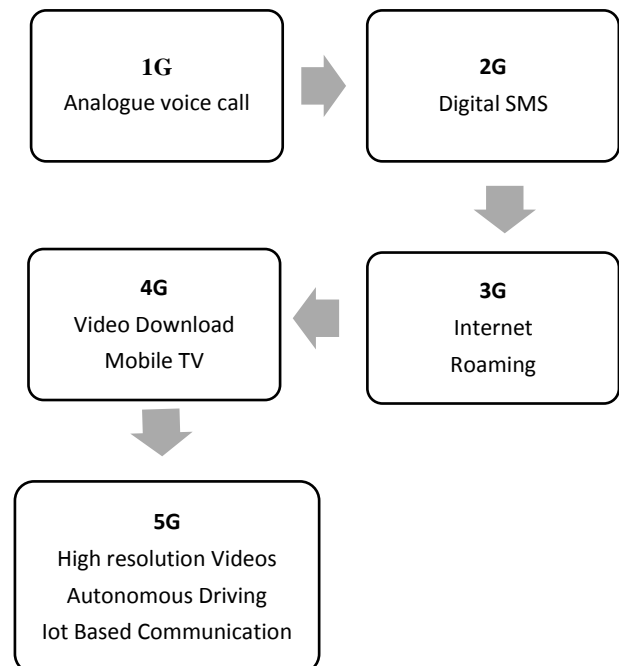 1G
Analogue voice call
2G
Digital SMS
3G
Internet
Roaming
4G
Video Download
Mobile TV
5G
High resolution Videos
Autonomous Driving
Iot Based Communication